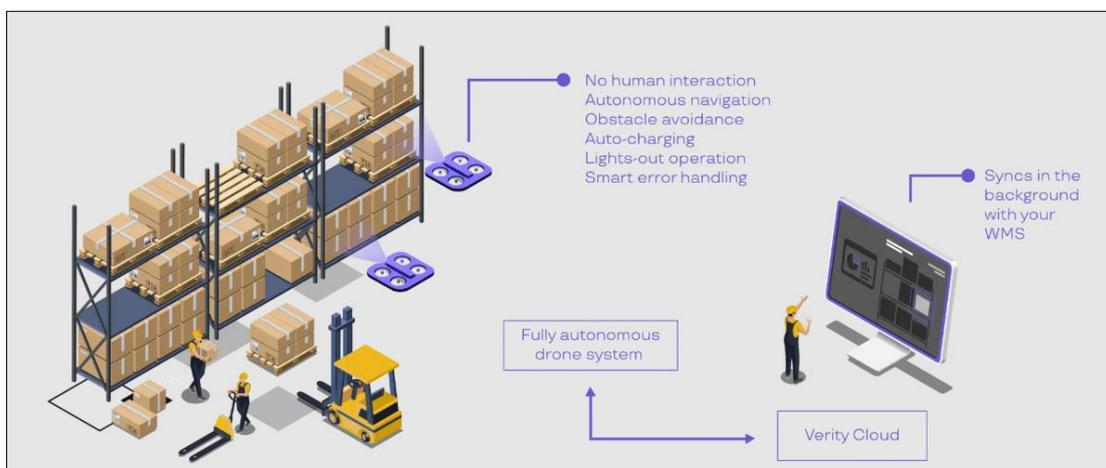 No human interaction
Autonomous navigation
Obstacle avoidance
Auto-charging
Lights-out operation
Smart error handling
Syncs in the
background
with your
WMS
Fully autonomous
drone system
Verity Cloud